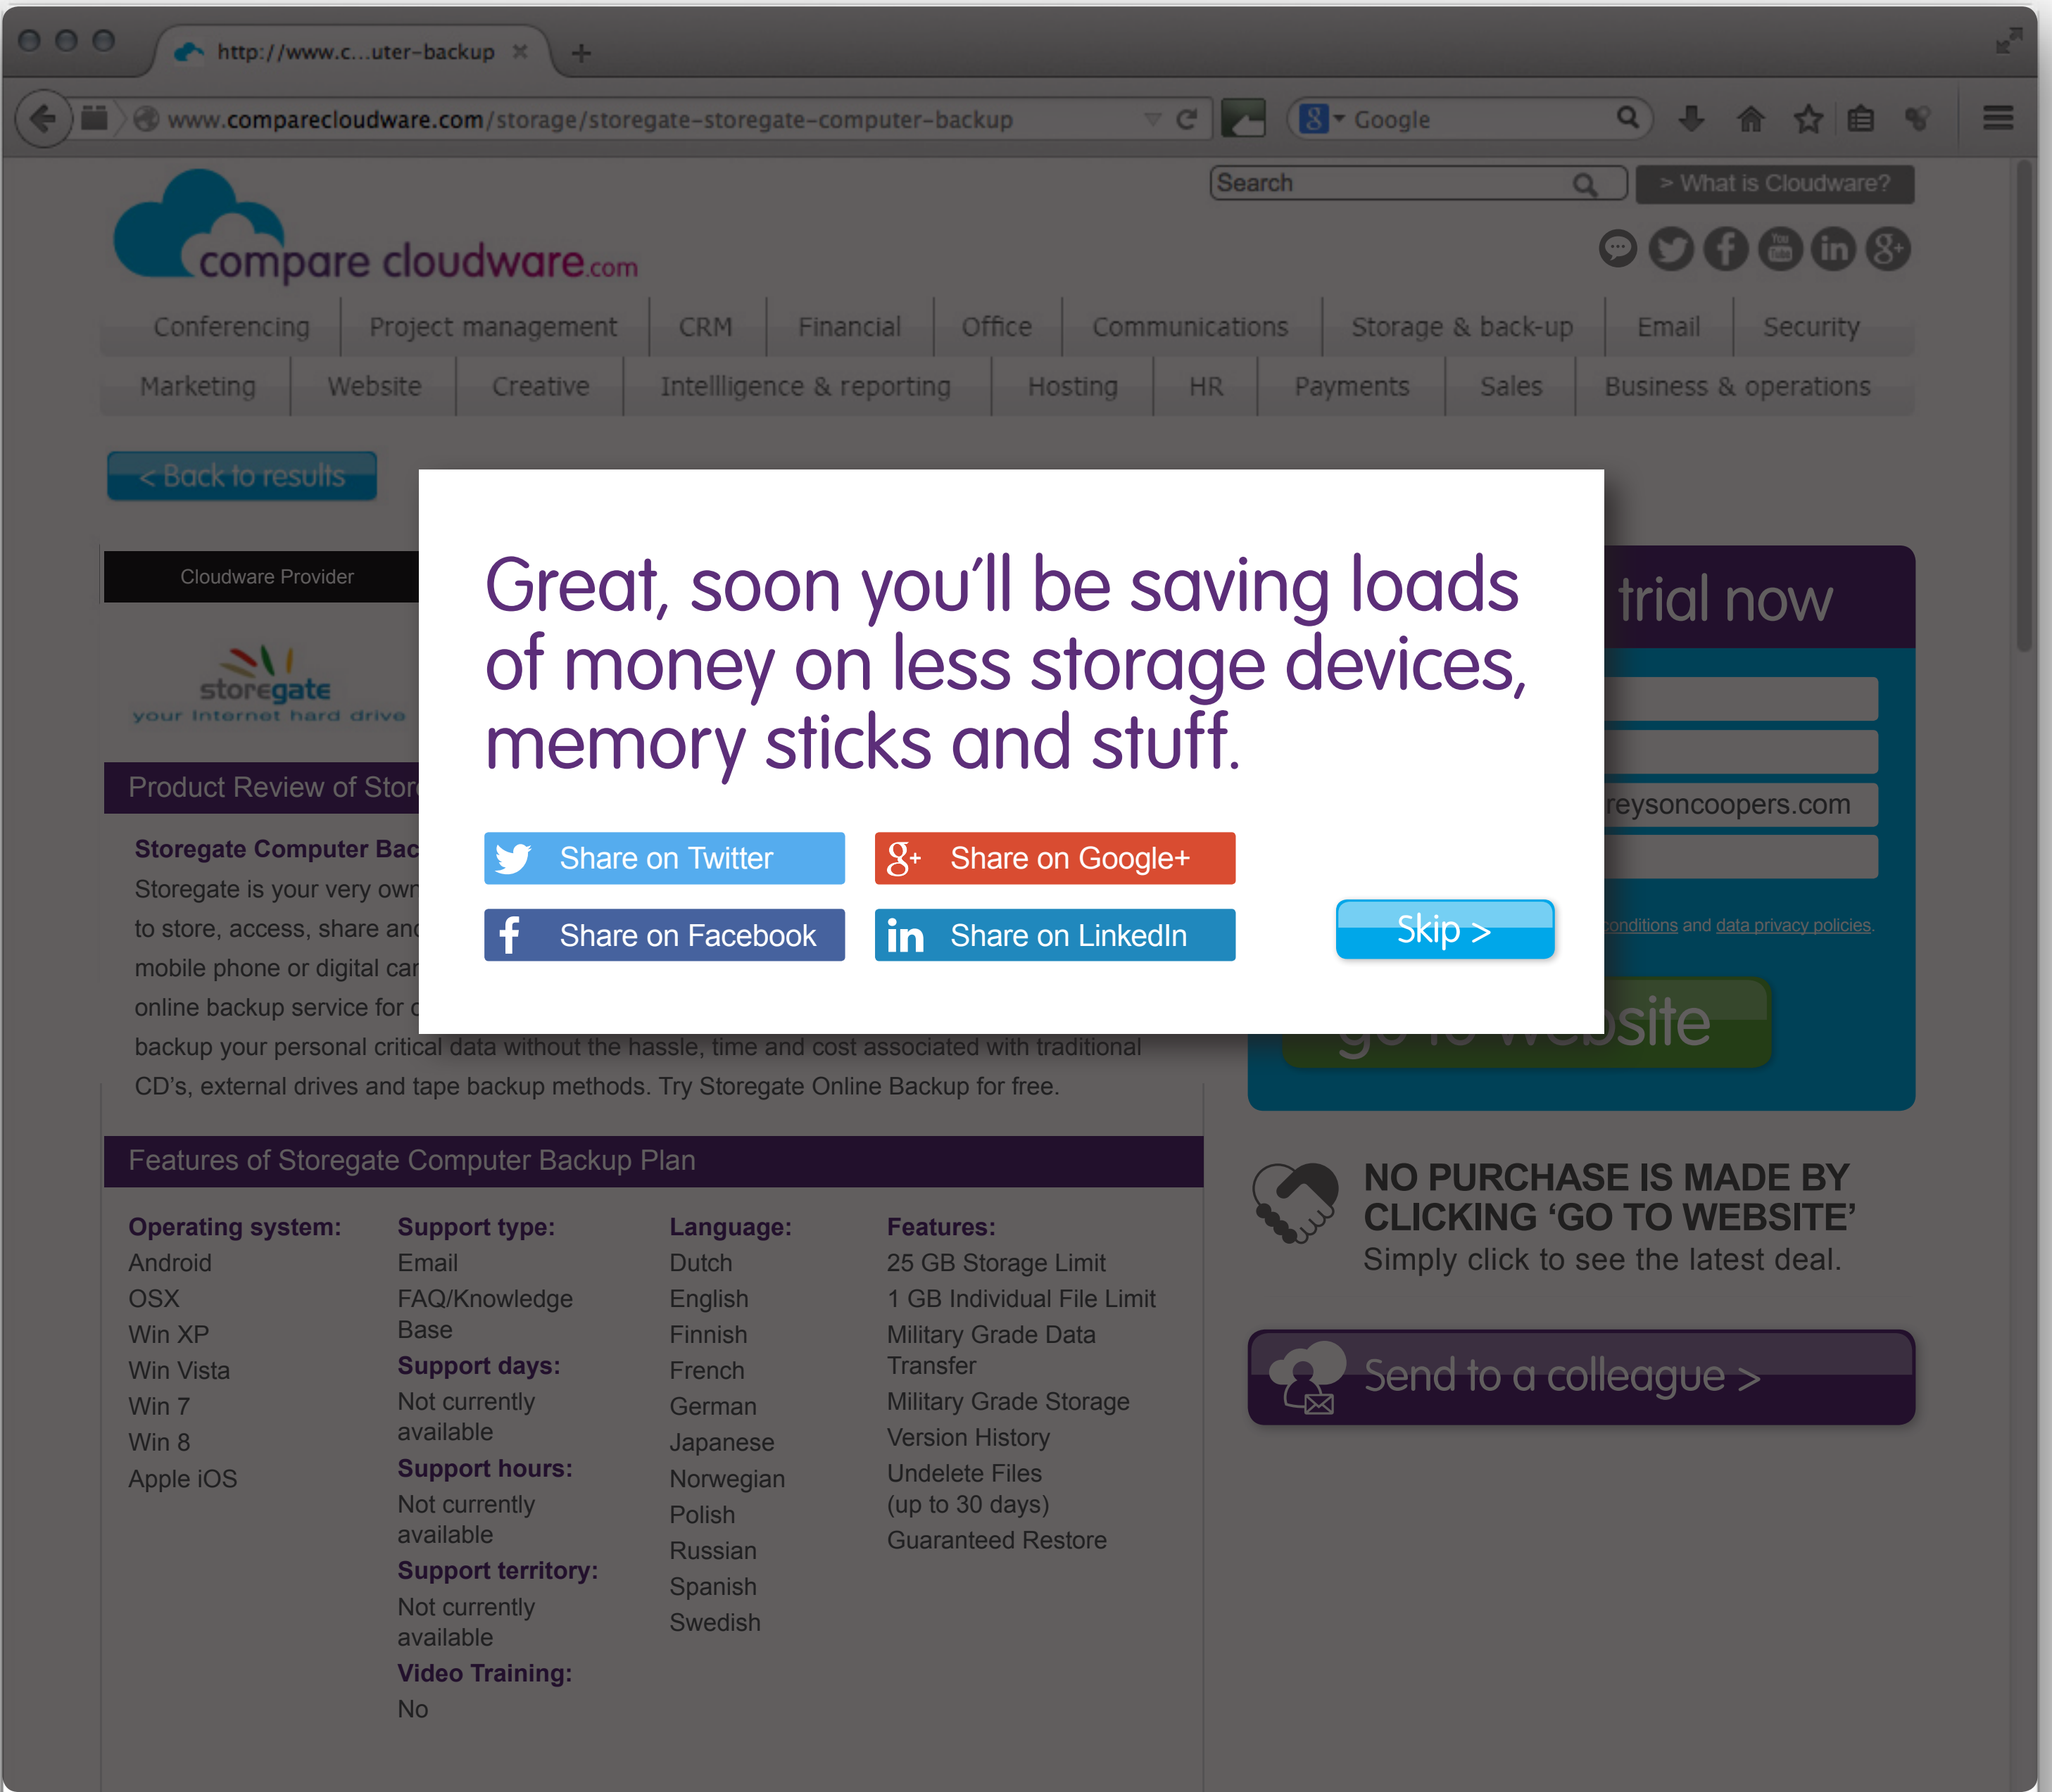 http://www.c...uter-backup
www.comparecloudware.com/storage/storegate-storegate-computer-backup
Google
Search
> What is Cloudware?
compare cloudware.com
You Tube
Conferencing
Project management
CRM
Financial
Office
Communications
Storage & back-up
Email
Security
Marketing
Website
Creative
Intellligence & reporting
Hosting
HR
Payments
Sales
Business & operations
< Back to results
Cloudware Provider
trial now
storegate
your Internet hard drive
Great, soon you'll be saving loads
of money on less storage devices,
memory sticks and stuff.
Share on Twitter
Share on Google+
Share on Facebook
Share on LinkedIn
Skip >
Product Review of Stor
reysoncoopers.com
Storegate Computer Bac
Storegate is your very own
to store, access, share and
mobile phone or digital car
online backup service for
backup your personal critical data without the hassle, time and cost associated with traditional
CD's, external drives and tape backup methods. Try Storegate Online Backup for free.
conditions and data privacy policies.
go to website
Features of Storegate Computer Backup Plan
Operating system:
Android
OSX
Win XP
Win Vista
Win 7
Win 8
Apple iOS
Support type:
Email
FAQ/Knowledge
Base
Support days:
Not currently
available
Support hours:
Not currently
available
Support territory:
Not currently
available
Video Training:
No
Language:
Dutch
English
Finnish
French
German
Japanese
Norwegian
Polish
Russian
Spanish
Swedish
Features:
25 GB Storage Limit
1 GB Individual File Limit
Military Grade Data
Transfer
Military Grade Storage
Version History
Undelete Files
(up to 30 days)
Guaranteed Restore
NO PURCHASE IS MADE BY
CLICKING ‘GO TO WEBSITE’
Simply click to see the latest deal.
Send to a colleague >